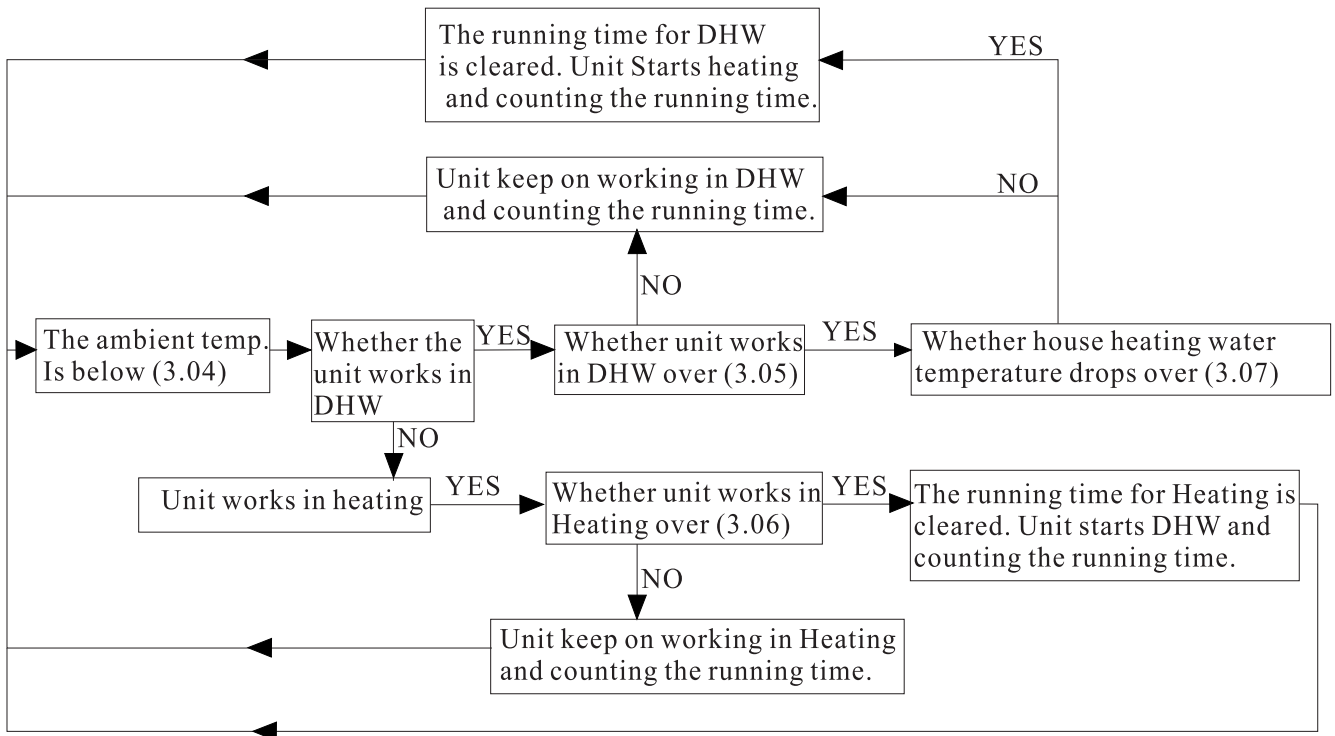 The running time for DHW
is cleared. Unit Starts heating
and counting the running time.
YES
Unit keep on working in DHW
and counting the running time.
NO
NO
The ambient temp.
Is below (3.04)
Whether the
unit works in
DHW
YES
Whether unit works
in DHW over (3.05)
YES
Whether house heating water
temperature drops over (3.07)
NO
Unit works in heating
YES
Whether unit works in
Heating over (3.06)
YES
The running time for Heating is
cleared. Unit starts DHW and
counting the running time.
NO
Unit keep on working in Heating
and counting the running time.